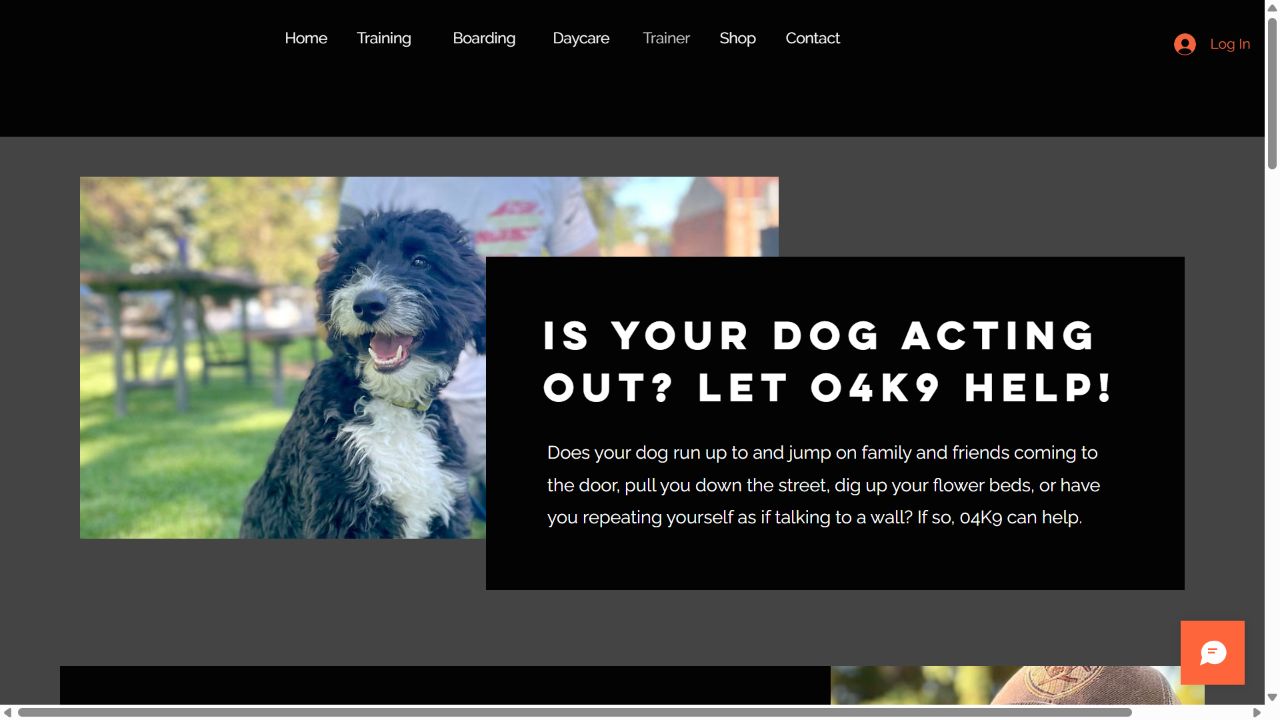 Home Training Boarding Daycare Trainer Shop Contact
Log In
IS YOUR DOG ACTING
OUT? LET O4K9 HELP!
Does your dog run up to and jump on family and friends coming to
the door, pull you down the street, dig up your flower beds, or have
you repeating yourself as if talking to a wall? If so, 04K9 can help.